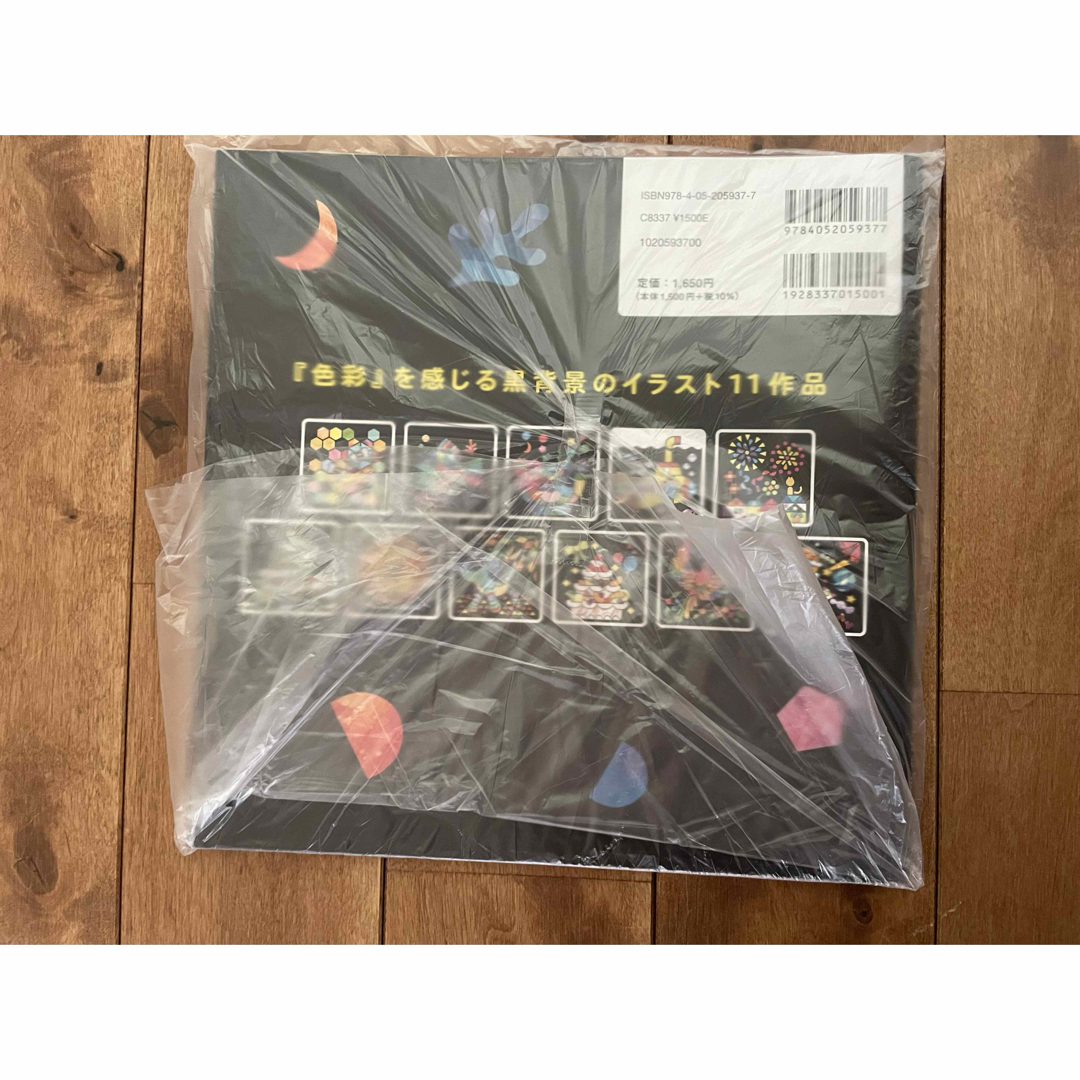 ISBN978-4-05-205937-7
C8337 ¥1500E
1020593700
定価：1,650円
(本体1,500円+税10%)
9784052059377
1928337015001
『色彩』を感じる黒背景のイラスト11作品